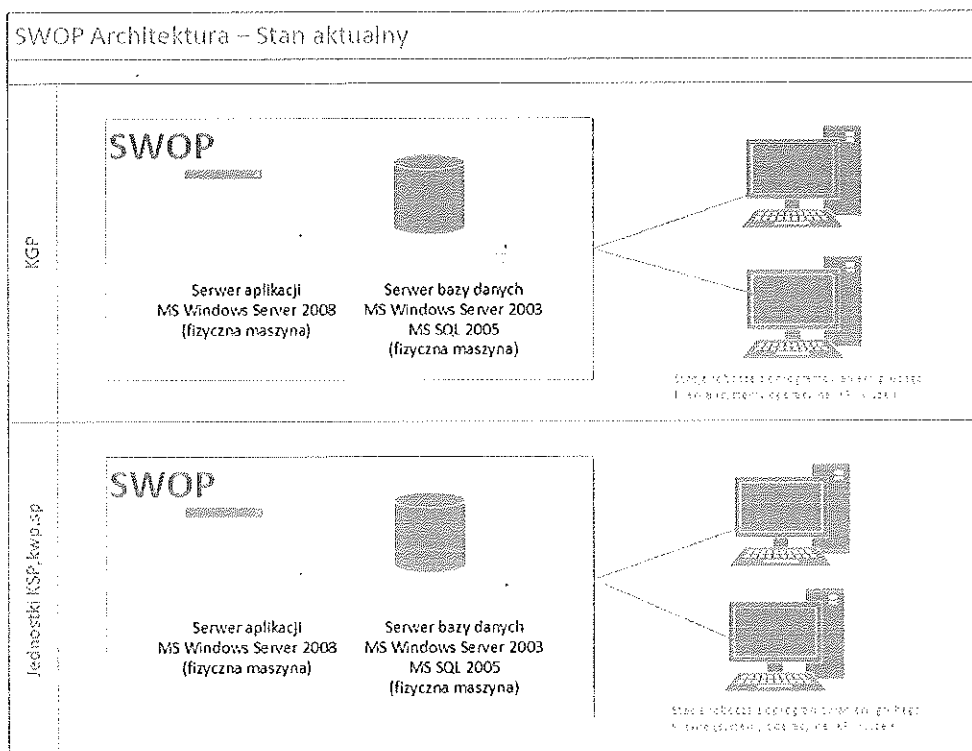 SWOP Architektura – Stan aktualny
KGP
SWOP
Serwer aplikacji
MS Windows Server 2008
(fizyczna maszyna)
Serwer bazy danych
MS Windows Server 2003
MS SQL 2005
(fizyczna maszyna)
Jednostki KSP,kwp,sp
SWOP
Serwer aplikacji
MS Windows Server 2008
(fizyczna maszyna)
Serwer bazy danych
MS Windows Server 2003
MS SQL 2005
(fizyczna maszyna)